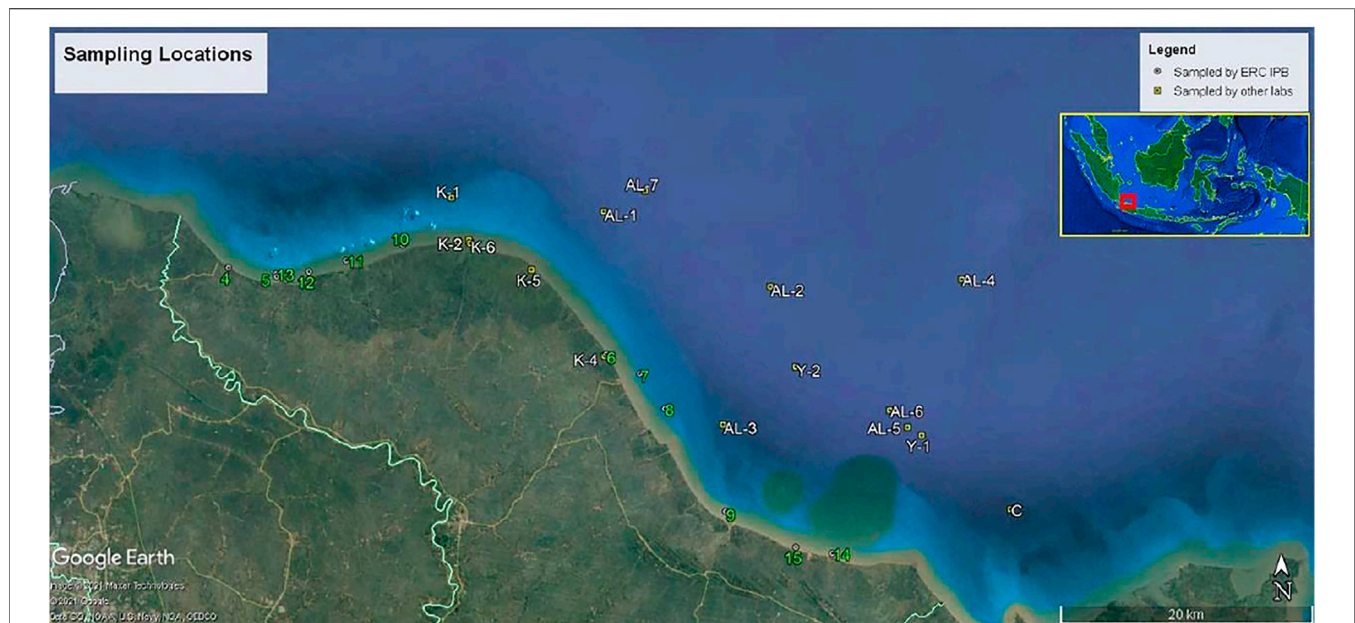 Sampling Locations
Legend
Sampled by ERC IPB
Sampled by other labs
AL-7
K-1
AL-1
10
K-2
K-6
11
4
5
13
12
K-5
AL-2
AL-4
K-4
6
7
Y-2
8
AL-6
AL-3
AL-5
Y-1
9
C
15
14
Google Earth
© 2021 Google
N
20 km